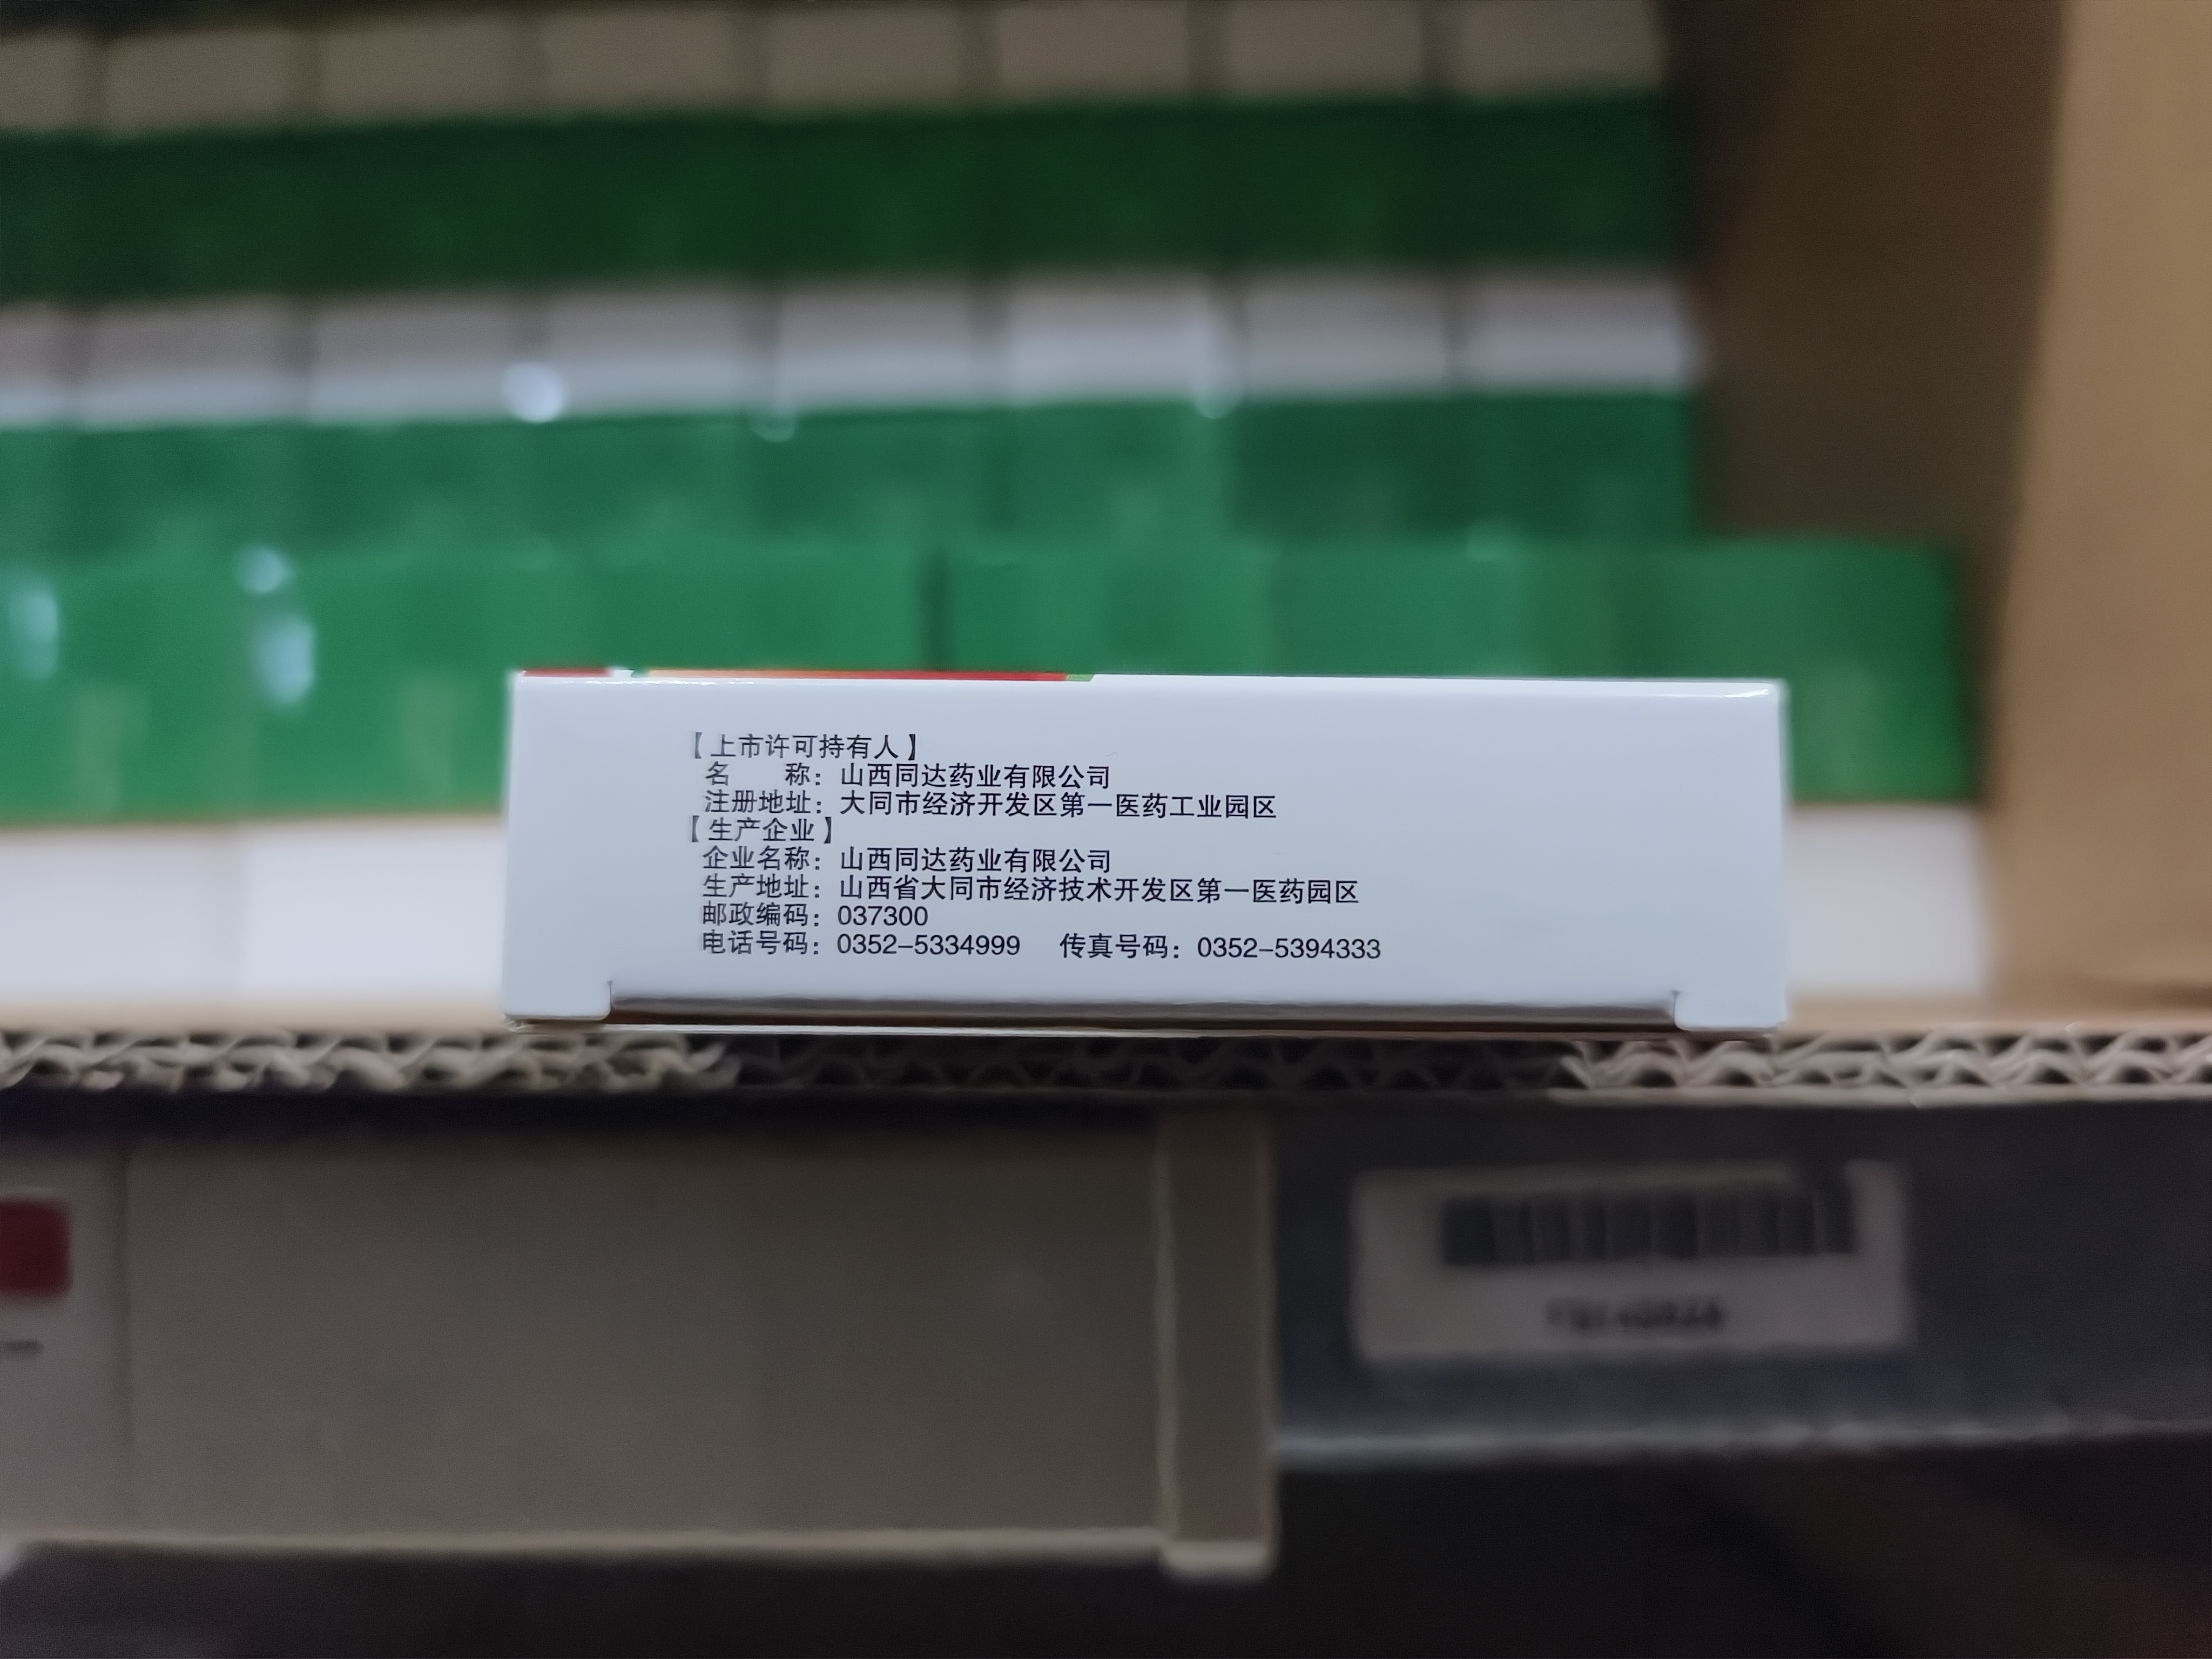 【上市许可持有人】
名　　称：山西同达药业有限公司
注册地址：大同市经济开发区第一医药工业园区
【生产企业】
企业名称：山西同达药业有限公司
生产地址：山西省大同市经济技术开发区第一医药园区
邮政编码：037300
电话号码：0352-5334999　传真号码：0352-5394333